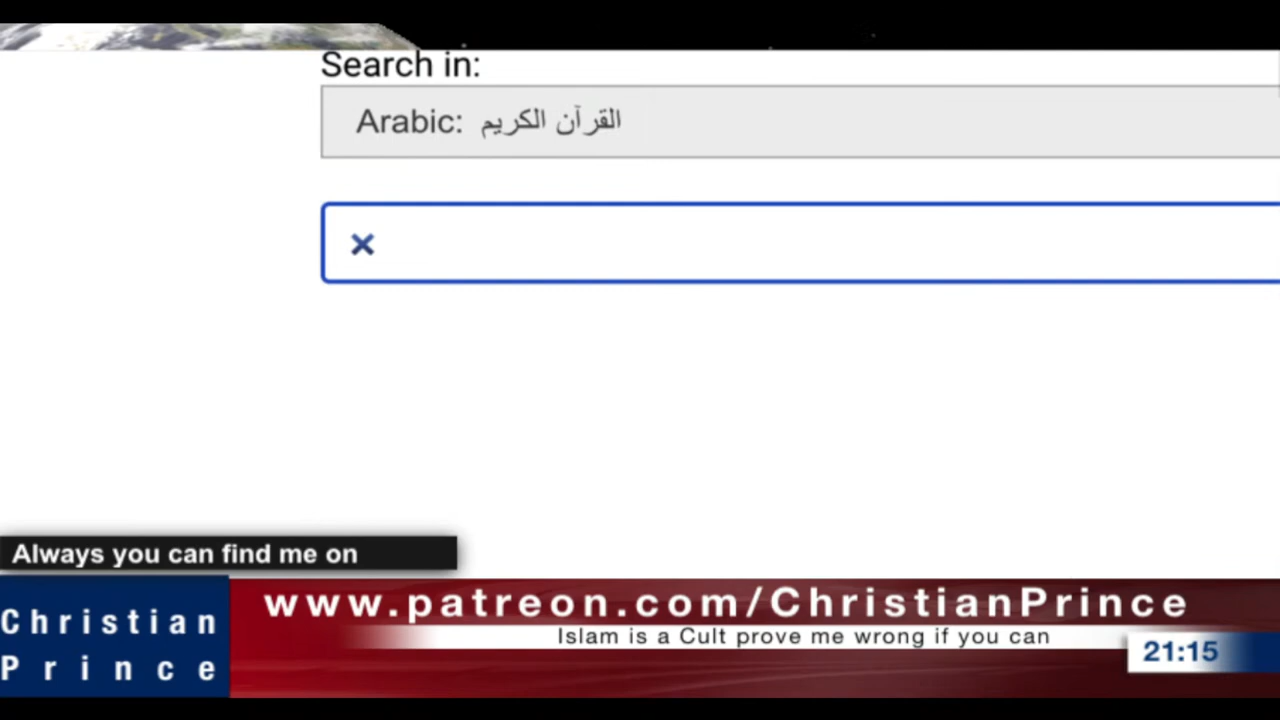 Search in:
Arabic: القرآن الكريم
Always you can find me on
Christian
Prince
www.patreon.com/ChristianPrince
Islam is a Cult prove me wrong if you can
21:15